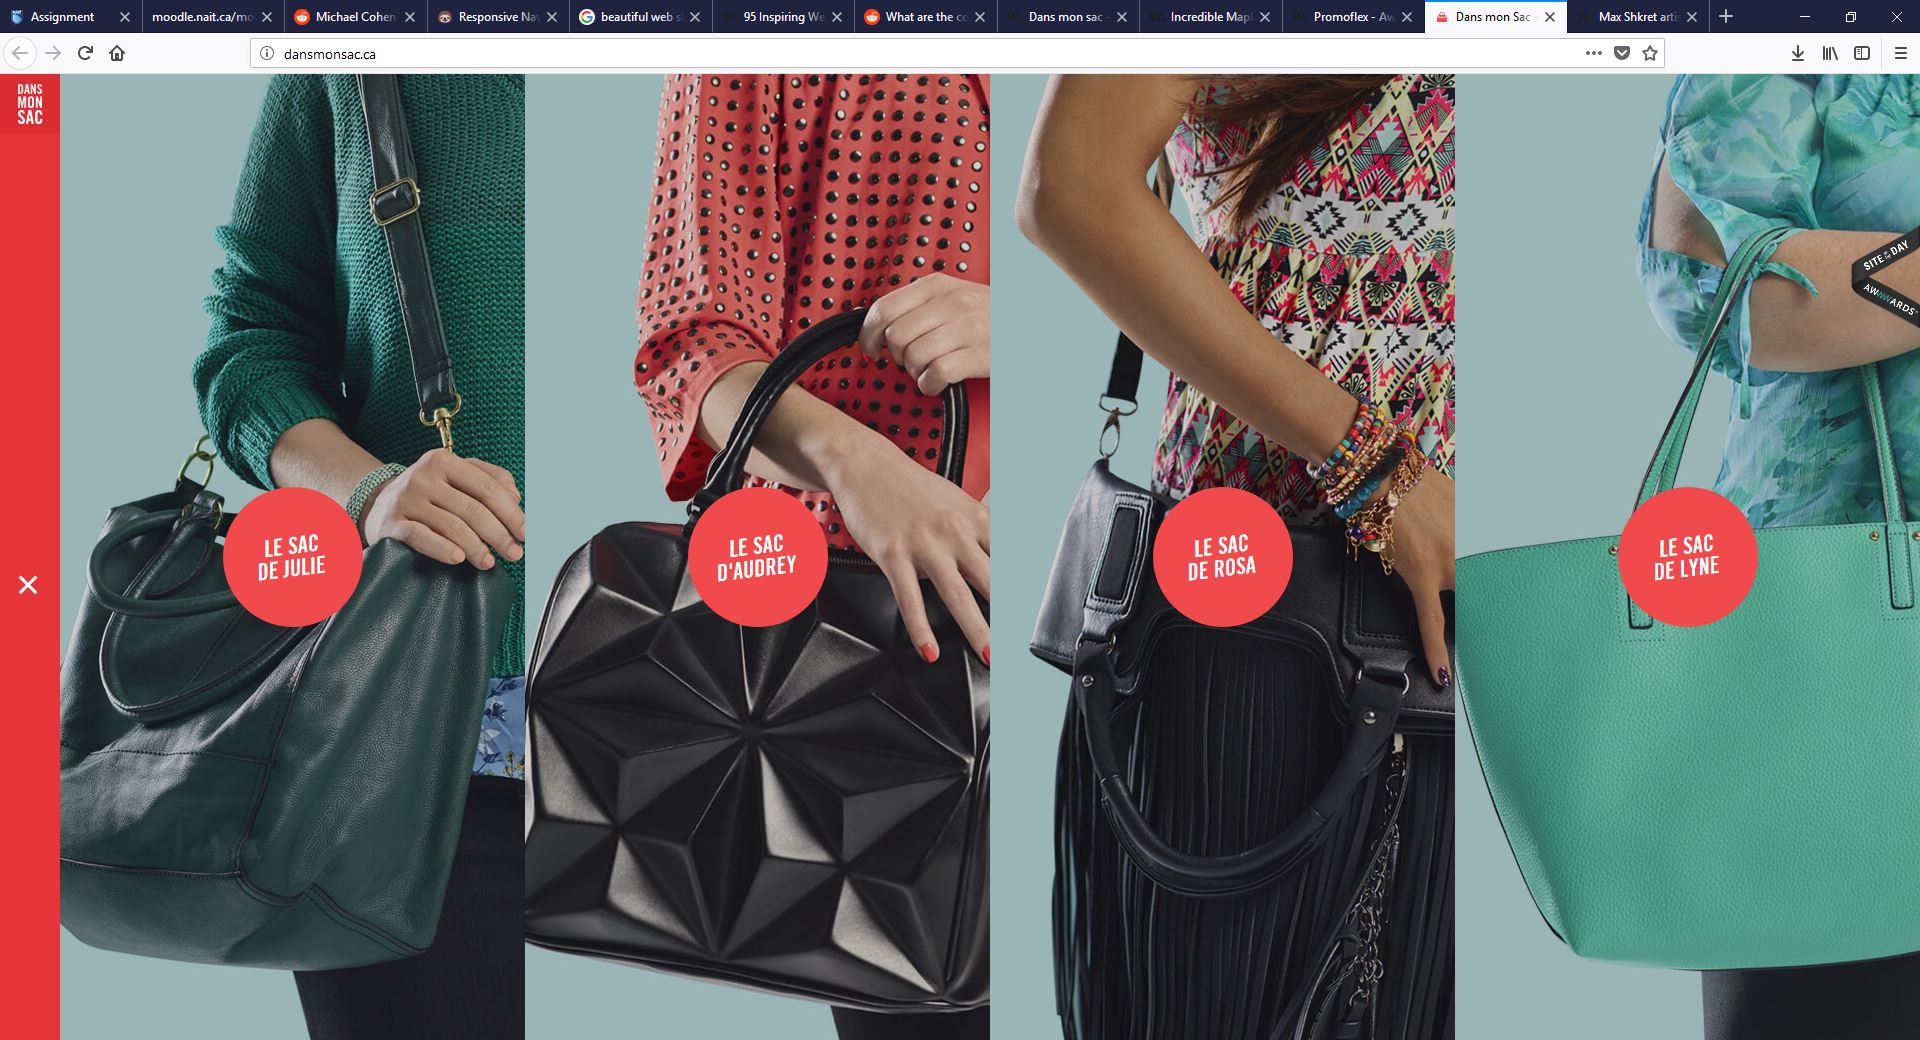 Assignment
moodle.nait.ca/mo
Michael Cohen
Responsive Nav
beautiful web si
95 Inspiring We
What are the co
Dans mon sac -
Incredible Mapl
Promoflex - Aw
Dans mon Sac -
Max Shkret arti
dansmonsac.ca
DANS
MON
SAC
SITE OF THE DAY
AWWWARDS
LE SAC
DE JULIE
LE SAC
D'AUDREY
LE SAC
DE ROSA
LE SAC
DE LYNE